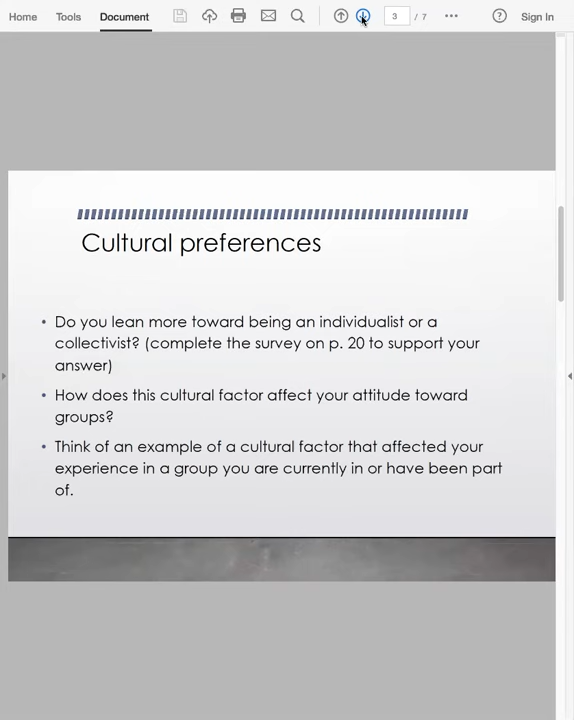 Home Tools Document 3 / 7 Sign In
Cultural preferences
• Do you lean more toward being an individualist or a
collectivist? (complete the survey on p. 20 to support your
answer)
• How does this cultural factor affect your attitude toward
groups?
• Think of an example of a cultural factor that affected your
experience in a group you are currently in or have been part
of.